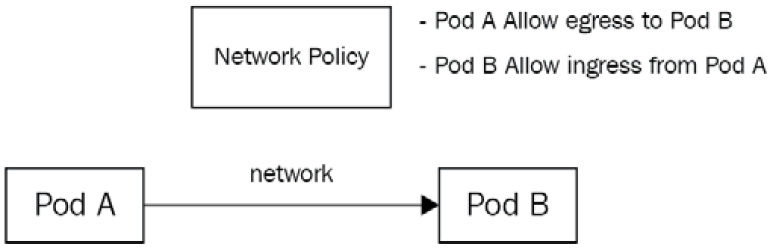 Network Policy
- Pod A Allow egress to Pod B
- Pod B Allow ingress from Pod A
network
Pod A
Pod B